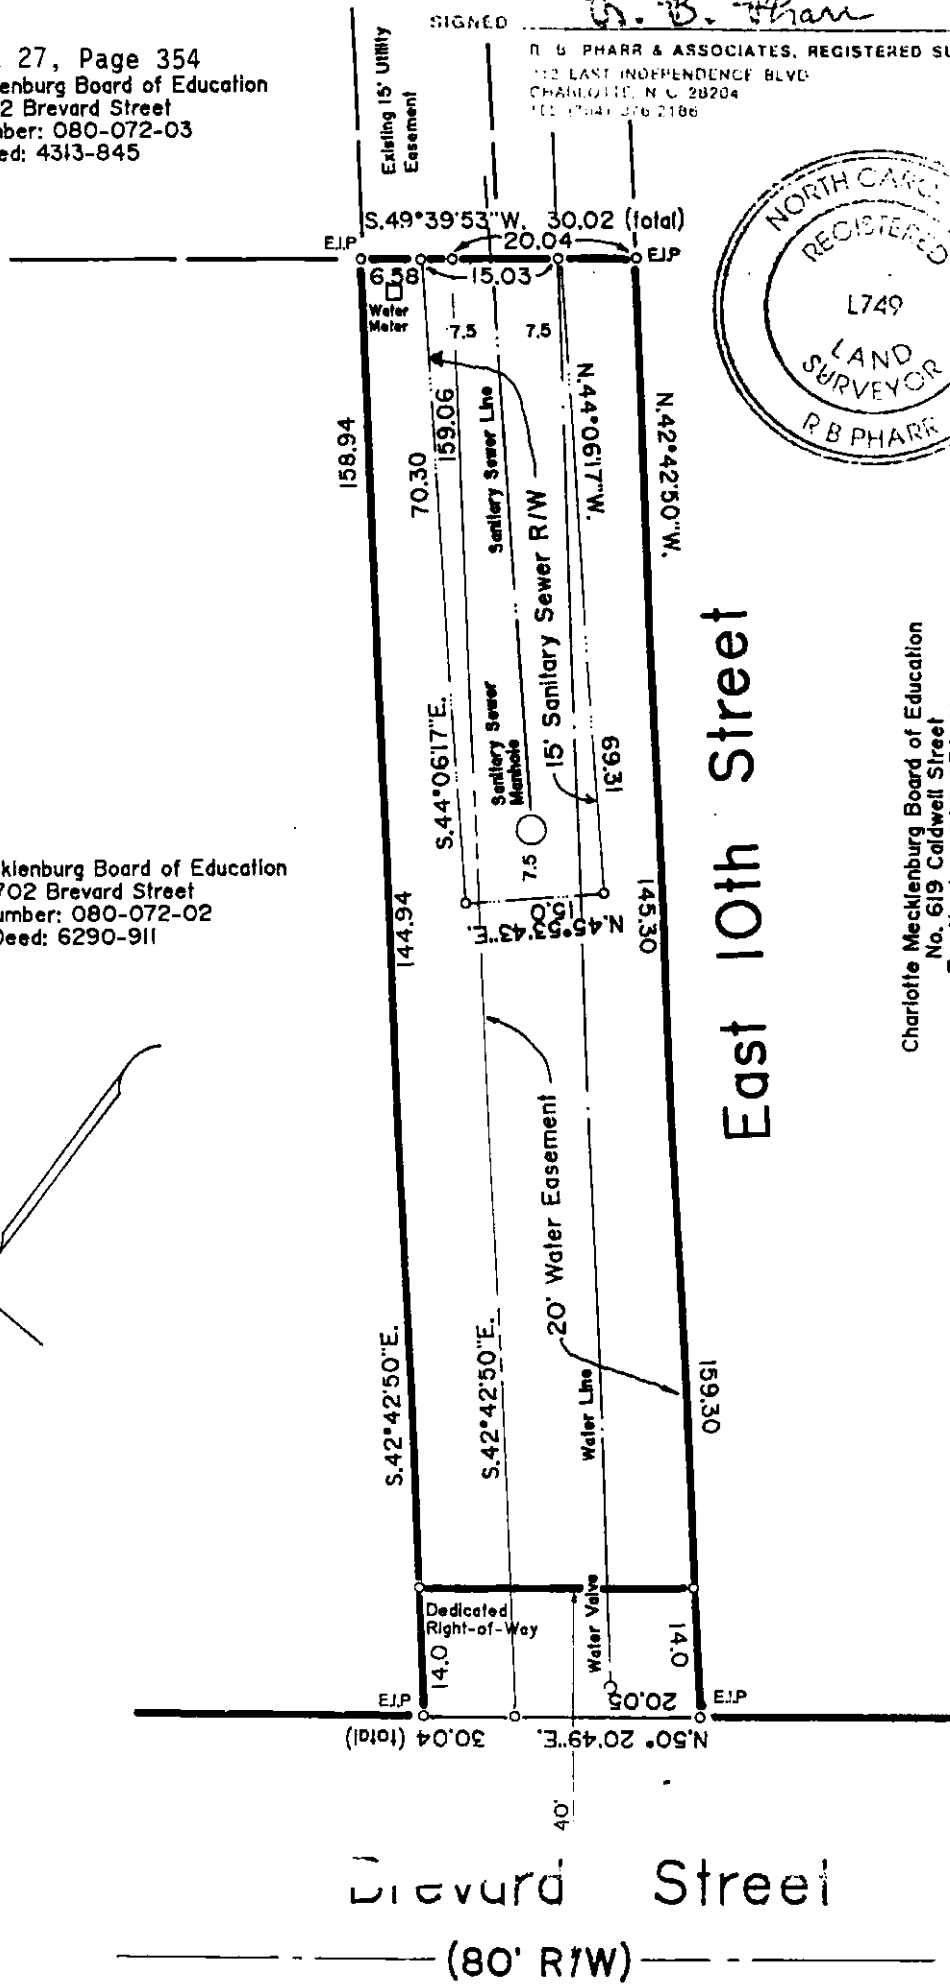 SIGNED
27, Page 354
enburg Board of Education
2 Brevard Street
ber: 080-072-03
ed: 4313-845
Existing 15' Utility
Easement
R B PHARR & ASSOCIATES, REGISTERED SU
EAST INDEPENDENCE BLVD
CHARLOTTE, N C 28204
NORTH CARO
REGISTERED
L749
LAND
SURVEYOR
R B PHARR
S.49°39'53"W. 30.02 (total)
E.I.P
20.04
E.I.P
6.58
15.03
Water
Meter
7.5
7.5
158.94
70.30
159.06
Sanitary Sewer Line
15' Sanitary Sewer R/W
N.44°06'17"W.
N.42°42'50"W.
S.44°06'17"E.
Sanitary Sewer
Manhole
69.31
7.5
15.0
N.45°53'43"E.
145.30
144.94
East 10th Street
Charlotte Mecklenburg Board of Education
No. 619 Caldwell Street
klenburg Board of Education
702 Brevard Street
umber: 080-072-02
Deed: 6290-911
20' Water Easement
S.42°42'50"E.
S.42°42'50"E.
Water Line
159.30
Dedicated
Right-of-Way
Water Valve
14.0
14.0
E.I.P
20.05
E.I.P
30.04 (total)
N.50° 20'49"E.
40'
Brevard Street
(80' R/W)